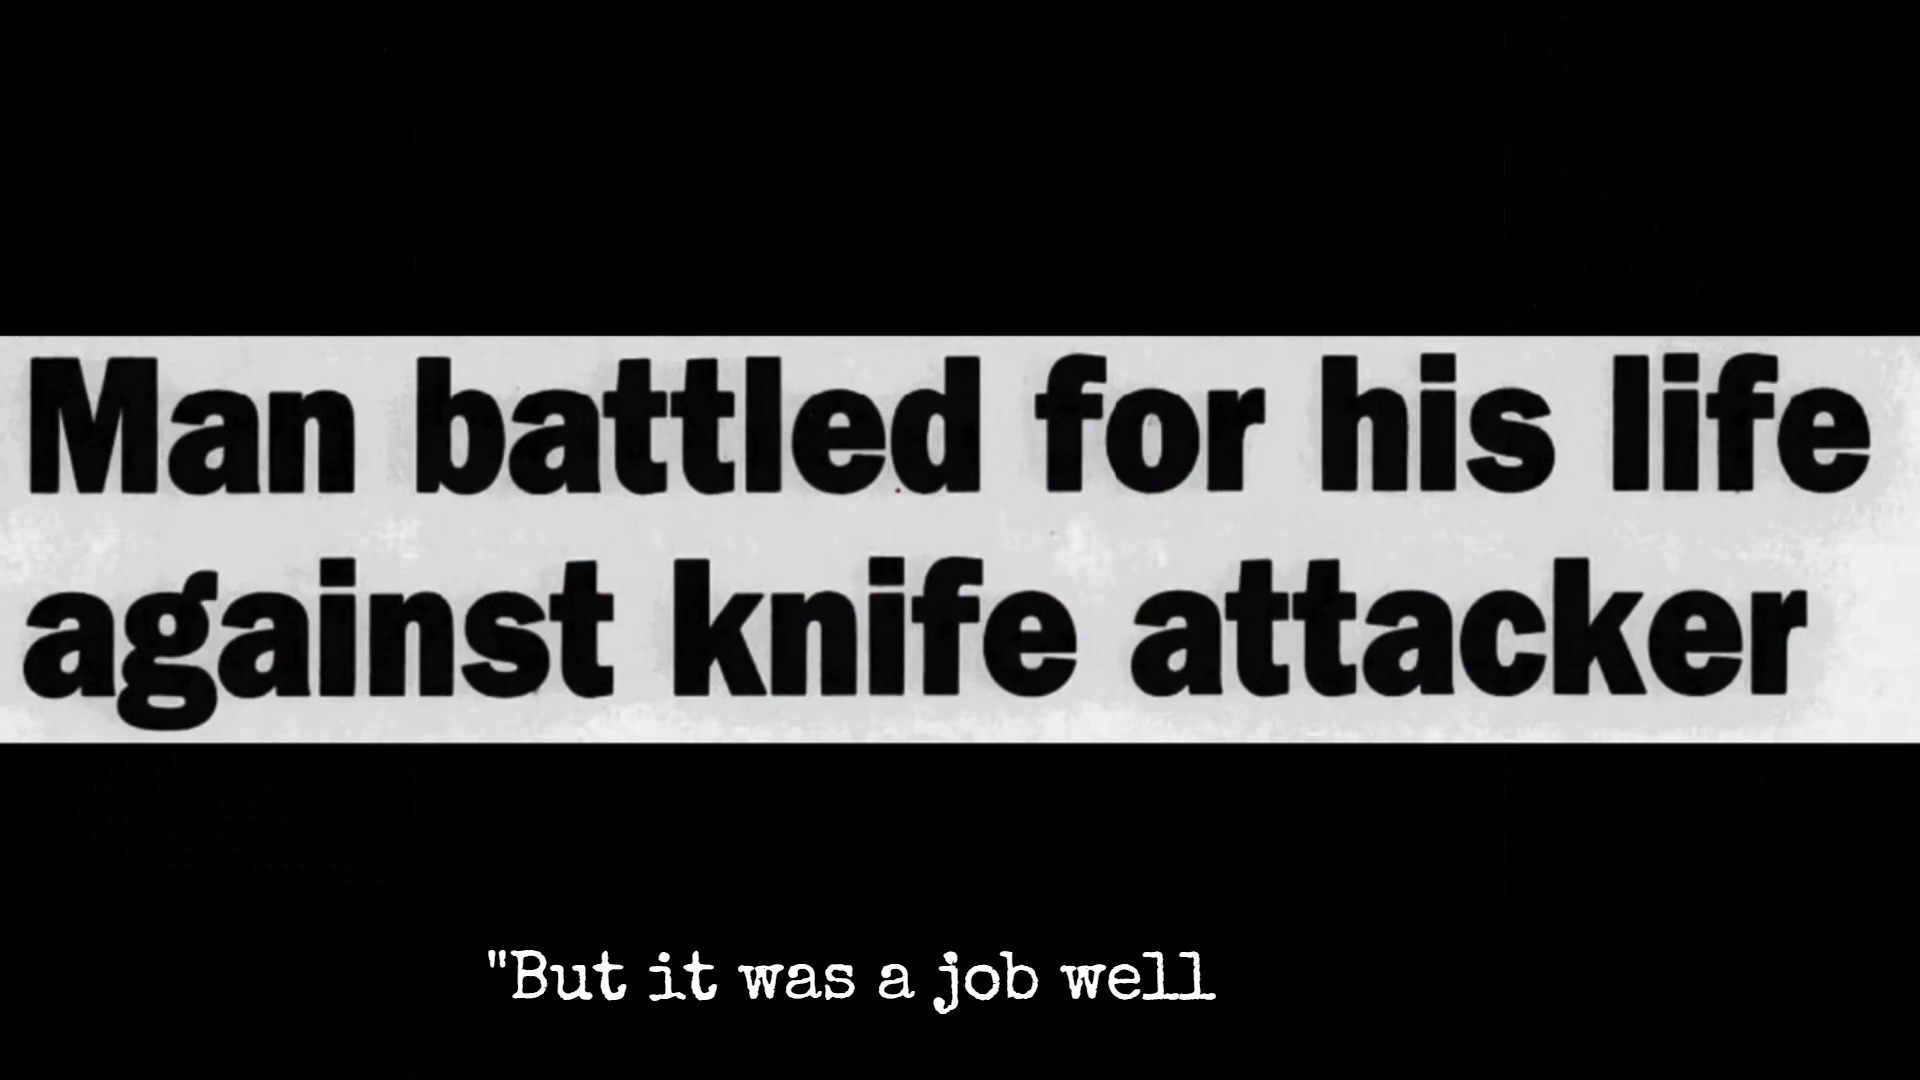 Man battled for his life
against knife attacker
"But it was a job well